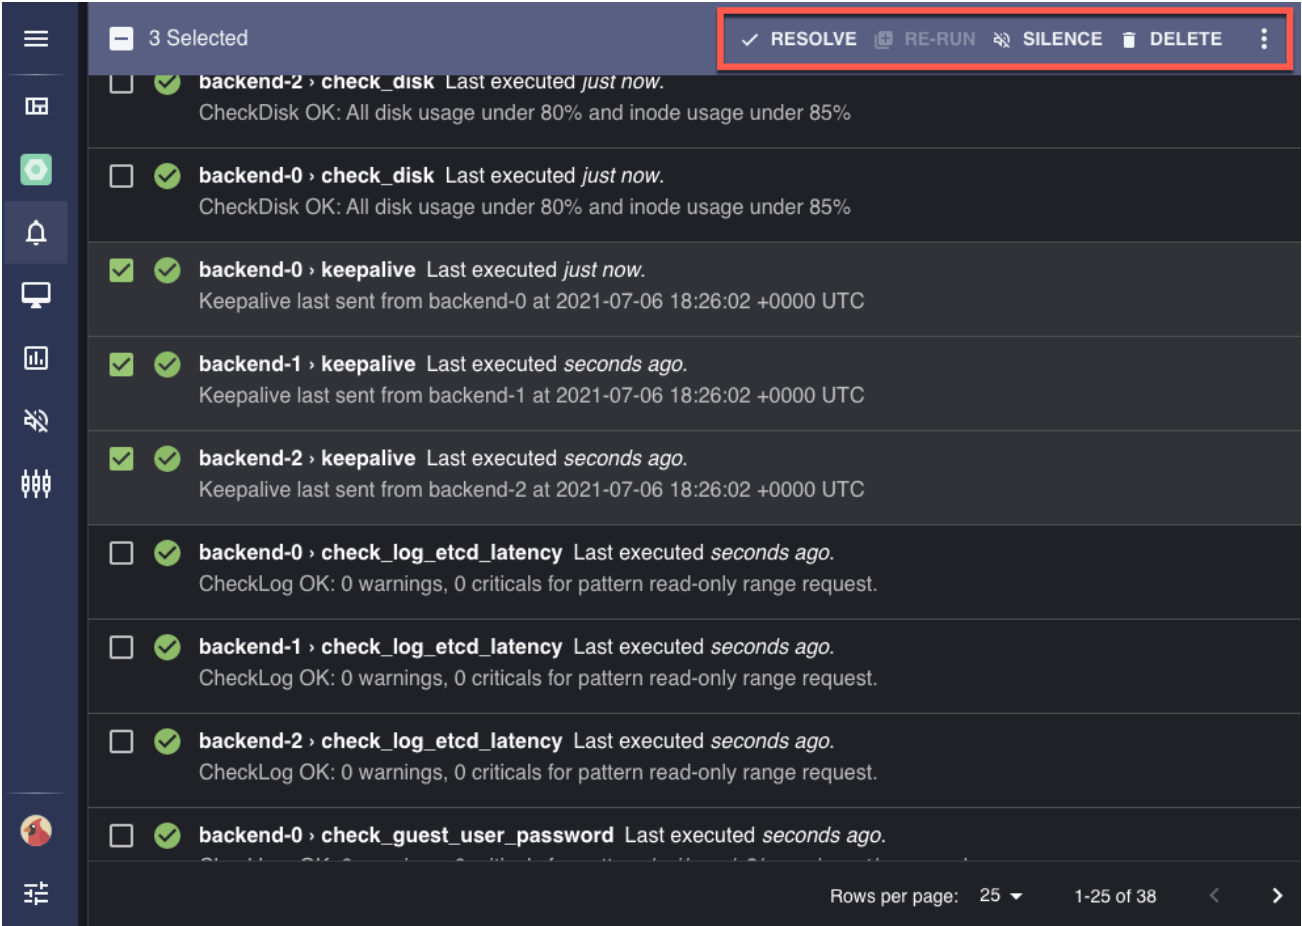 3 Selected
RESOLVE RE-RUN SILENCE DELETE
backend-2 › check_disk Last executed just now.
CheckDisk OK: All disk usage under 80% and inode usage under 85%
backend-0 › check_disk Last executed just now.
CheckDisk OK: All disk usage under 80% and inode usage under 85%
backend-0 › keepalive Last executed just now.
Keepalive last sent from backend-0 at 2021-07-06 18:26:02 +0000 UTC
backend-1 › keepalive Last executed seconds ago.
Keepalive last sent from backend-1 at 2021-07-06 18:26:02 +0000 UTC
backend-2 › keepalive Last executed seconds ago.
Keepalive last sent from backend-2 at 2021-07-06 18:26:02 +0000 UTC
backend-0 › check_log_etcd_latency Last executed seconds ago.
CheckLog OK: 0 warnings, 0 criticals for pattern read-only range request.
backend-1 › check_log_etcd_latency Last executed seconds ago.
CheckLog OK: 0 warnings, 0 criticals for pattern read-only range request.
backend-2 › check_log_etcd_latency Last executed seconds ago.
CheckLog OK: 0 warnings, 0 criticals for pattern read-only range request.
backend-0 › check_guest_user_password Last executed seconds ago.
Rows per page: 25 1-25 of 38